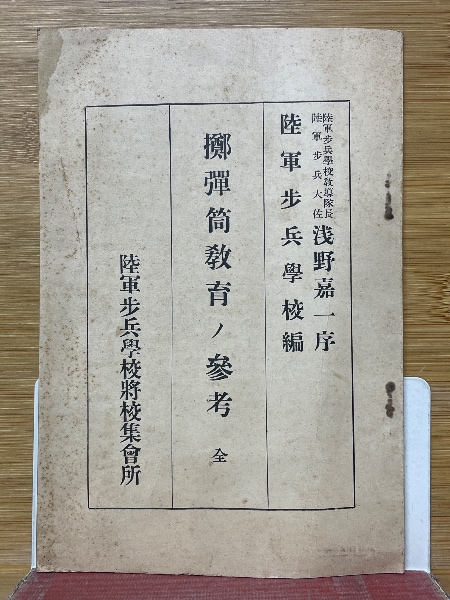 陸軍步兵學校教導隊長
陸軍步兵大佐
淺野嘉一序
陸軍步兵學校編
擲彈筒敎育ノ參考 全
陸軍步兵學校將校集會所